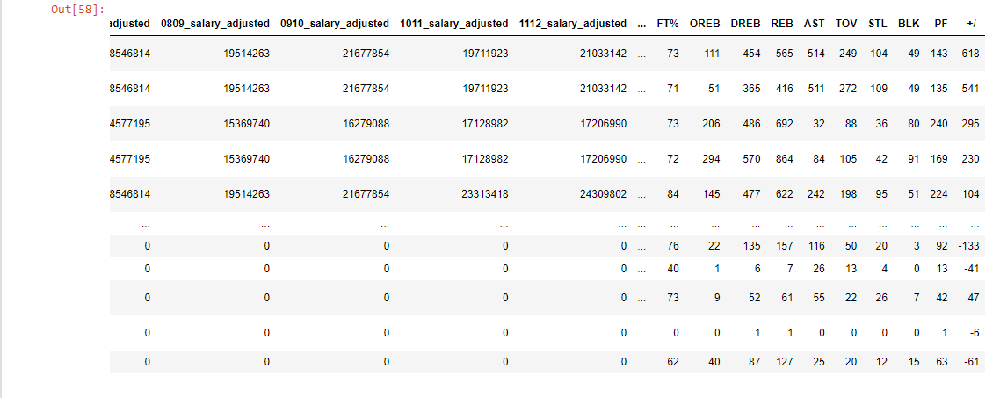 Out[58]:
adjusted 0809_salary_adjusted 0910_salary_adjusted 1011_salary_adjusted 1112_salary_adjusted ... FT% OREB DREB REB AST TOV STL BLK PF +/-
8546814 19514263 21677854 19711923 21033142 ... 73 111 454 565 514 249 104 49 143 618
8546814 19514263 21677854 19711923 21033142 ... 71 51 365 416 511 272 109 49 135 541
4577195 15369740 16279088 17128982 17206990 ... 73 206 486 692 32 88 36 80 240 295
4577195 15369740 16279088 17128982 17206990 ... 72 294 570 864 84 105 42 91 169 230
8546814 19514263 21677854 23313418 24309802 ... 84 145 477 622 242 198 95 51 224 104
... ... ... ... ... ... ... ... ... ... ... ... ... ... ... ...
0 0 0 0 0 ... 76 22 135 157 116 50 20 3 92 -133
0 0 0 0 0 ... 40 1 6 7 26 13 4 0 13 -41
0 0 0 0 0 ... 73 9 52 61 55 22 26 7 42 47
0 0 0 0 0 ... 0 0 1 1 0 0 0 0 1 -6
0 0 0 0 0 ... 62 40 87 127 25 20 12 15 63 -61